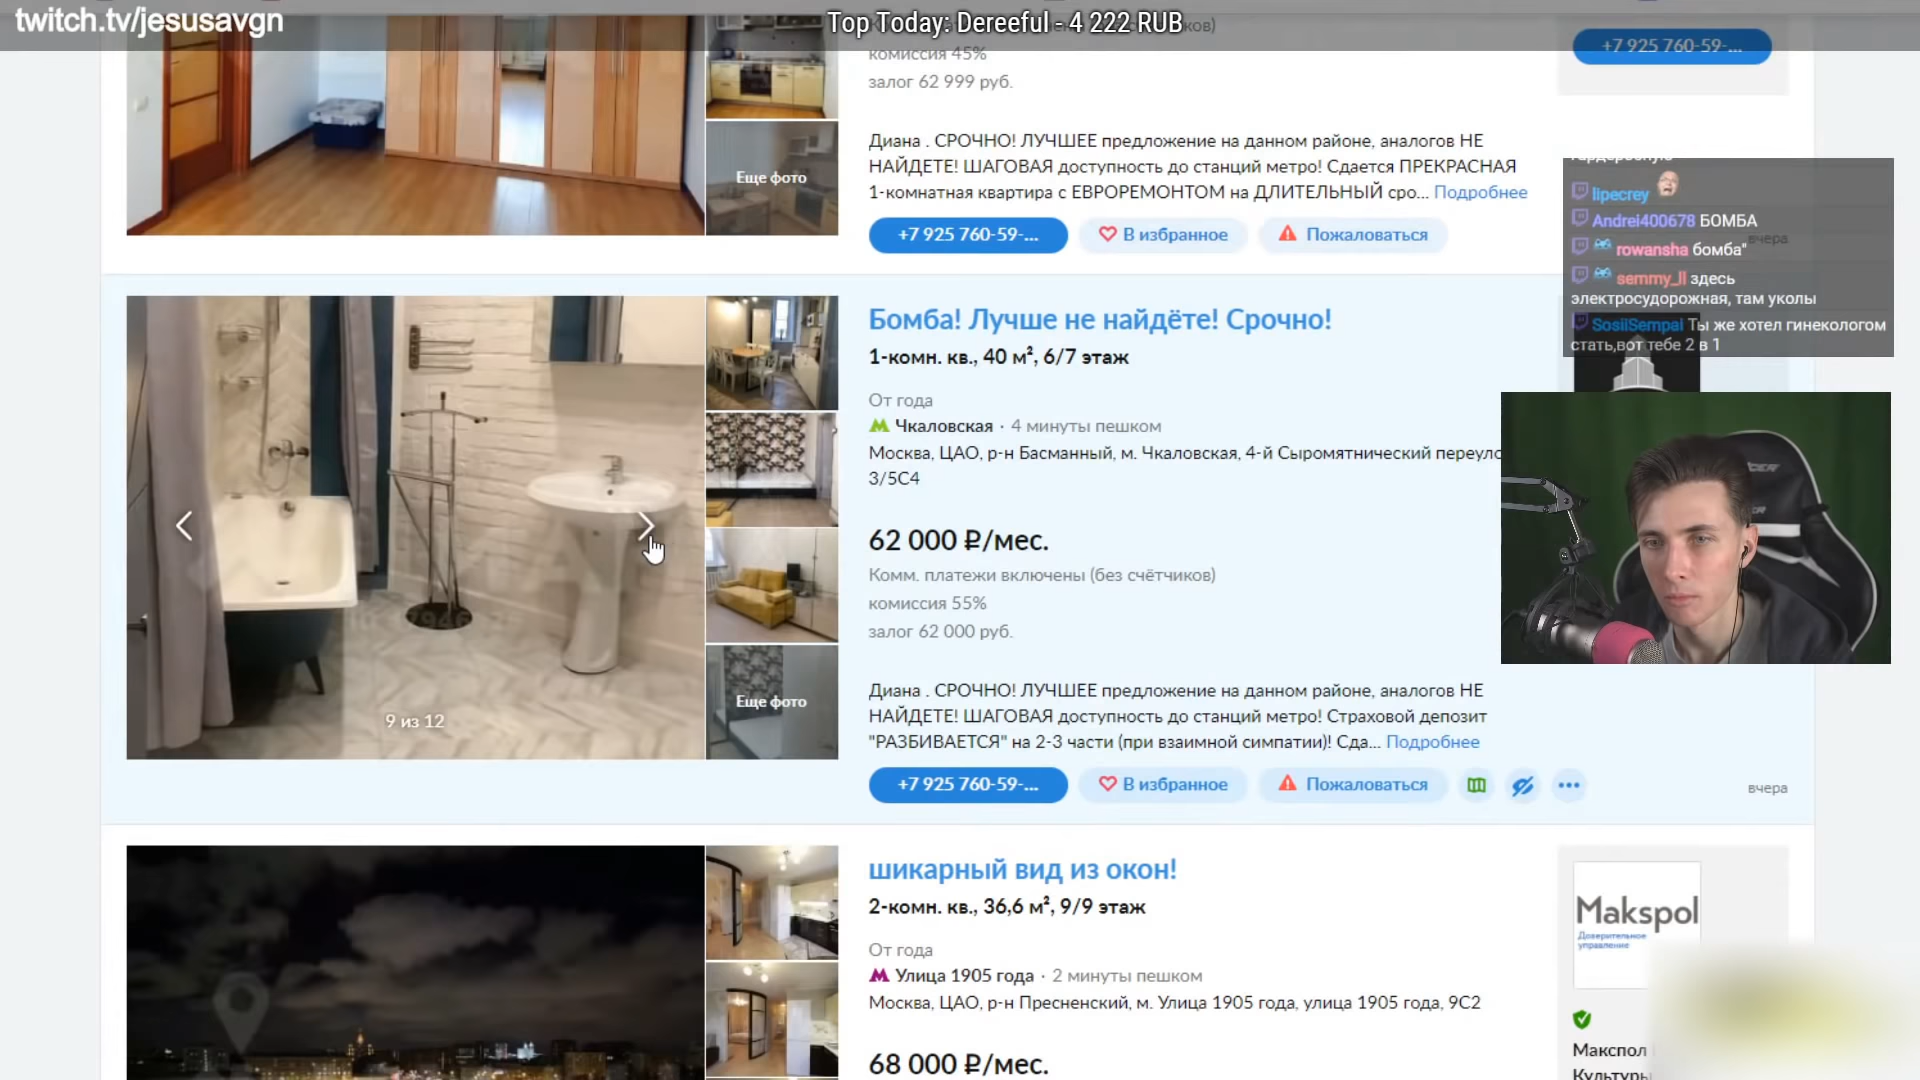 twitch.tv/jesusavgn
Top Today: Dereeful - 4 222 RUB
комиссия 45%
залог 62 999 руб.
+7 925 760-59-...
Еще фото
Диана . СРОЧНО! ЛУЧШЕЕ предложение на данном районе, аналогов НЕ
НАЙДЕТЕ! ШАГОВАЯ доступность до станций метро! Сдается ПРЕКРАСНАЯ
1-комнатная квартира с ЕВРОРЕМОНТОМ на ДЛИТЕЛЬНЫЙ сро... Подробнее
+7 925 760-59-...
В избранное
Пожаловаться
вчера
lipecrey
Andrei400678 БОМБА
rowansha бомба"
semmy_ll здесь
электросудорожная, там уколы
SosiiSempai Ты же хотел гинекологом
стать,вот тебе 2 в 1
Бомба! Лучше не найдёте! Срочно!
1-комн. кв., 40 м², 6/7 этаж
От года
Чкаловская · 4 минуты пешком
Москва, ЦАО, р-н Басманный, м. Чкаловская, 4-й Сыромятнический
3/5С4
62 000 ₽/мес.
Комм. платежи включены (без счётчиков)
комиссия 55%
залог 62 000 руб.
9 из 12
Еще фото
Диана . СРОЧНО! ЛУЧШЕЕ предложение на данном районе, аналогов НЕ
НАЙДЕТЕ! ШАГОВАЯ доступность до станций метро! Страховой депозит
"РАЗБИВАЕТСЯ" на 2-3 части (при взаимной симпатии)! Сда... Подробнее
+7 925 760-59-...
В избранное
Пожаловаться
вчера
шикарный вид из окон!
2-комн. кв., 36,6 м², 9/9 этаж
От года
Улица 1905 года · 2 минуты пешком
Москва, ЦАО, р-н Пресненский, м. Улица 1905 года, улица 1905 года, 9С2
68 000 ₽/мес.
Makspol
Доверительное
управление
Макспол
Культуры